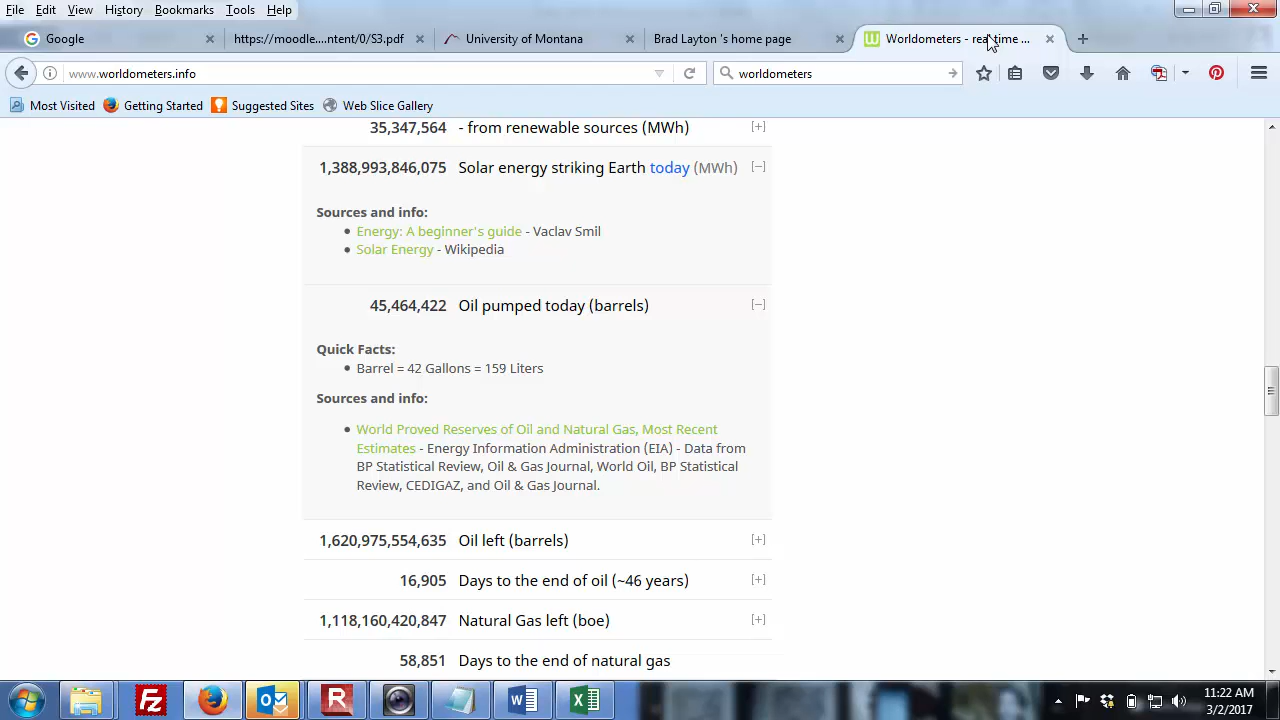 File Edit View History Bookmarks Tools Help
Google https://moodle....ntent/0/S3.pdf University of Montana Brad Layton 's home page Worldometers - real time ...
www.worldometers.info worldometers
Most Visited Getting Started Suggested Sites Web Slice Gallery
35,347,564 - from renewable sources (MWh) [+]
1,388,993,846,075 Solar energy striking Earth today (MWh) [−]
Sources and info:
• Energy: A beginner's guide - Vaclav Smil
• Solar Energy - Wikipedia
45,464,422 Oil pumped today (barrels) [−]
Quick Facts:
• Barrel = 42 Gallons = 159 Liters
Sources and info:
• World Proved Reserves of Oil and Natural Gas, Most Recent
Estimates - Energy Information Administration (EIA) - Data from
BP Statistical Review, Oil & Gas Journal, World Oil, BP Statistical
Review, CEDIGAZ, and Oil & Gas Journal.
1,620,975,554,635 Oil left (barrels) [+]
16,905 Days to the end of oil (~46 years) [+]
1,118,160,420,847 Natural Gas left (boe) [+]
58,851 Days to the end of natural gas
11:22 AM
3/2/2017